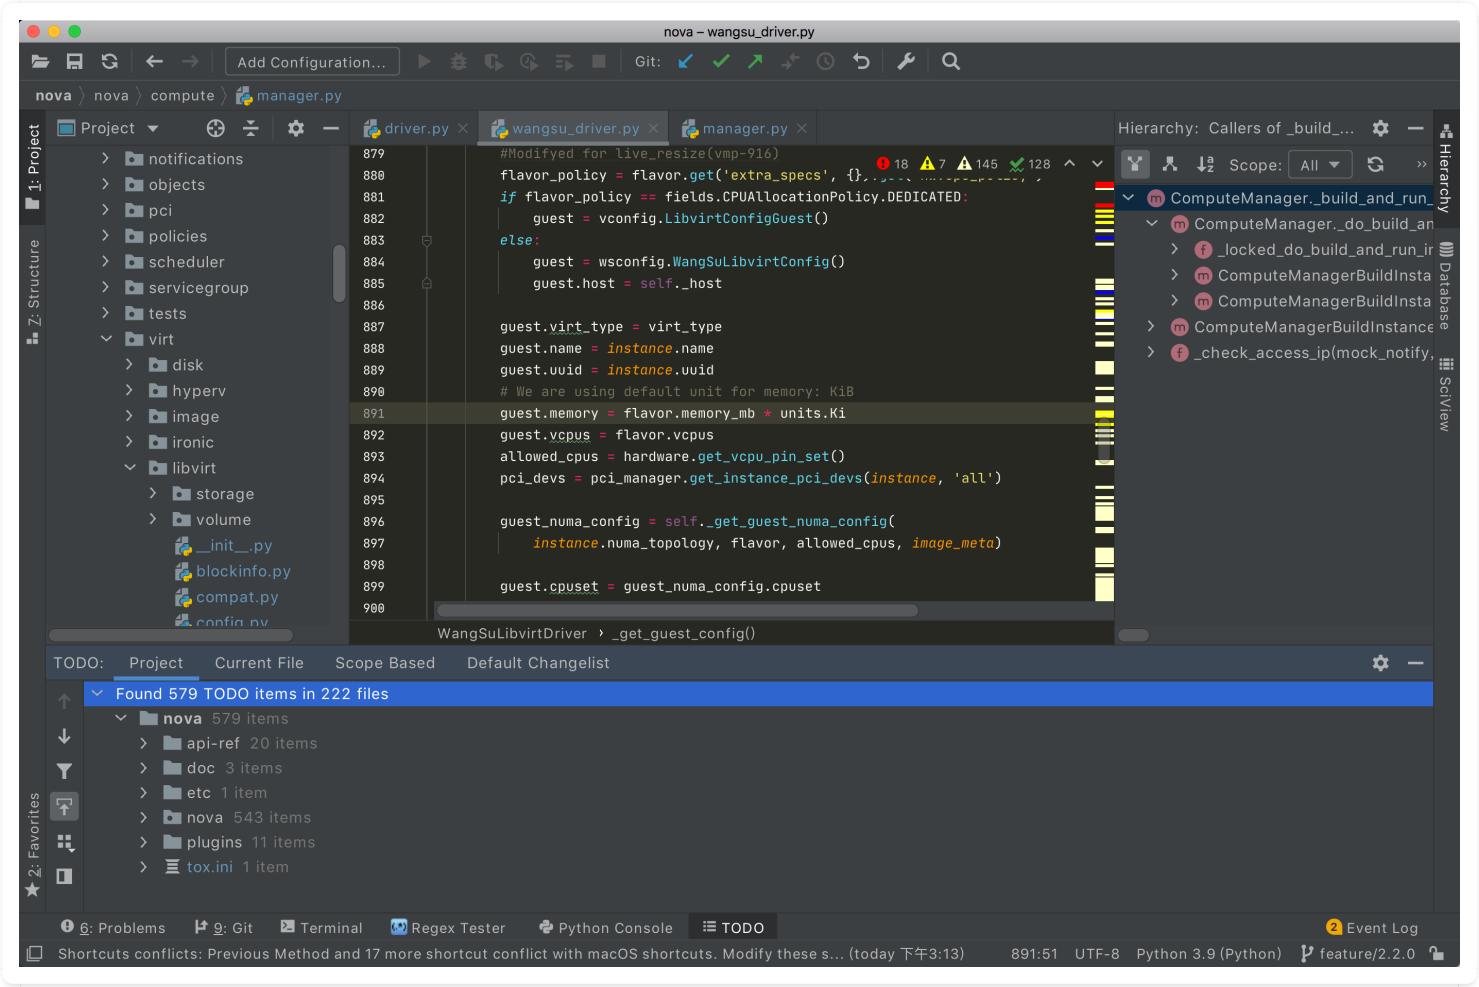 nova – wangsu_driver.py
Add Configuration... Git:
nova nova compute manager.py
1: Project
7: Structure
2: Favorites
Project
notifications
objects
pci
policies
scheduler
servicegroup
tests
virt
disk
hyperv
image
ironic
libvirt
storage
volume
__init__.py
blockinfo.py
compat.py
config.py
driver.py wangsu_driver.py manager.py
18 7 145 128
879 #Modifyed for live_resize(vmp-916)
880 flavor_policy = flavor.get('extra_specs', {})
881 if flavor_policy == fields.CPUAllocationPolicy.DEDICATED:
882 guest = vconfig.LibvirtConfigGuest()
883 else:
884 guest = wsconfig.WangSuLibvirtConfig()
885 guest.host = self._host
886
887 guest.virt_type = virt_type
888 guest.name = instance.name
889 guest.uuid = instance.uuid
890 # We are using default unit for memory: KiB
891 guest.memory = flavor.memory_mb * units.Ki
892 guest.vcpus = flavor.vcpus
893 allowed_cpus = hardware.get_vcpu_pin_set()
894 pci_devs = pci_manager.get_instance_pci_devs(instance, 'all')
895
896 guest_numa_config = self._get_guest_numa_config(
897 instance.numa_topology, flavor, allowed_cpus, image_meta)
898
899 guest.cpuset = guest_numa_config.cpuset
900
WangSuLibvirtDriver › _get_guest_config()
Hierarchy: Callers of _build_...
Scope: All »
ComputeManager._build_and_run_
ComputeManager._do_build_an
_locked_do_build_and_run_in
ComputeManagerBuildInsta
ComputeManagerBuildInsta
ComputeManagerBuildInstance
_check_access_ip(mock_notify,
Hierarchy
Database
SciView
TODO: Project Current File Scope Based Default Changelist
Found 579 TODO items in 222 files
nova 579 items
api-ref 20 items
doc 3 items
etc 1 item
nova 543 items
plugins 11 items
tox.ini 1 item
6: Problems 9: Git Terminal Regex Tester Python Console TODO 2 Event Log
Shortcuts conflicts: Previous Method and 17 more shortcut conflict with macOS shortcuts. Modify these s... (today 下午3:13) 891:51 UTF-8 Python 3.9 (Python) feature/2.2.0